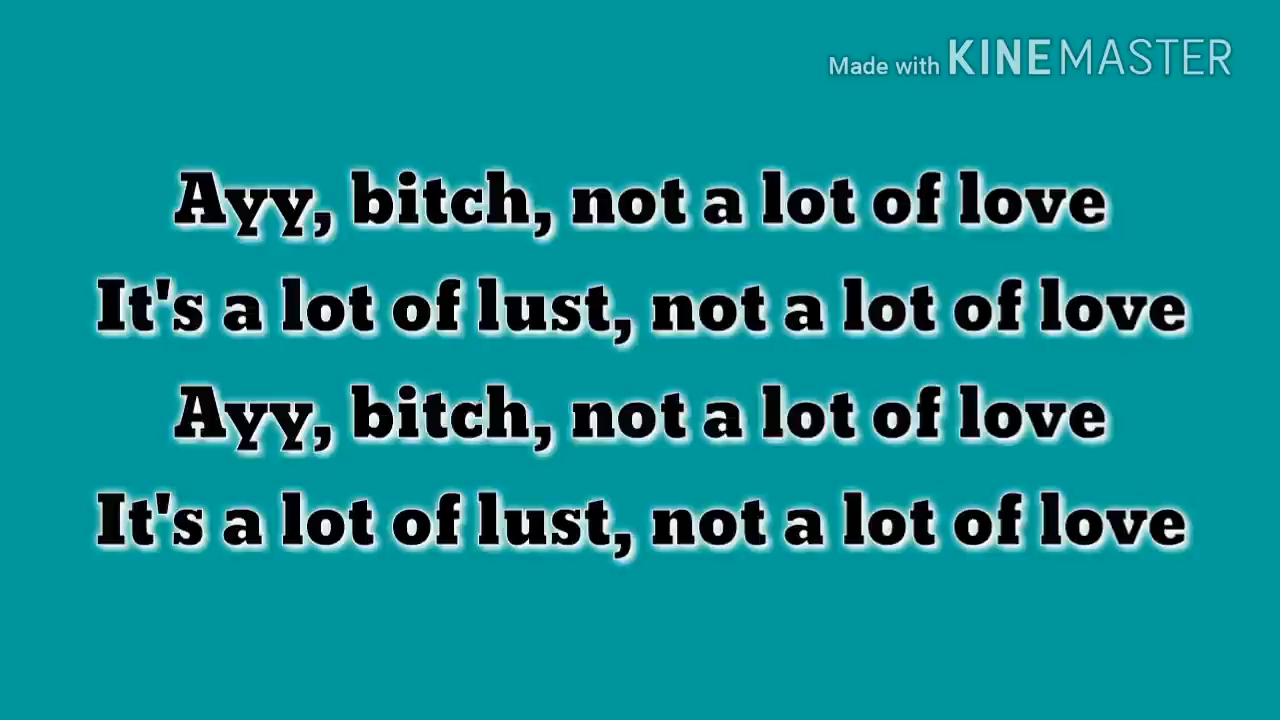 Made with KINEMASTER
Ayy, bitch, not a lot of love
It's a lot of lust, not a lot of love
Ayy, bitch, not a lot of love
It's a lot of lust, not a lot of love